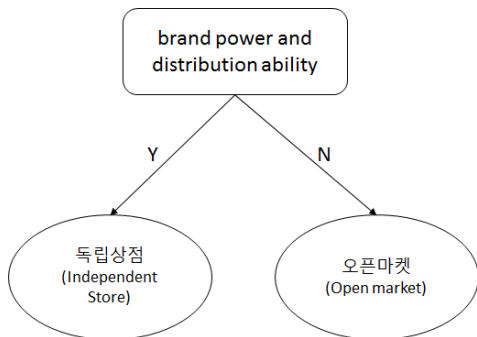 brand power and
distribution ability
Y
N
독립상점
(Independent
Store)
오픈마켓
(Open market)